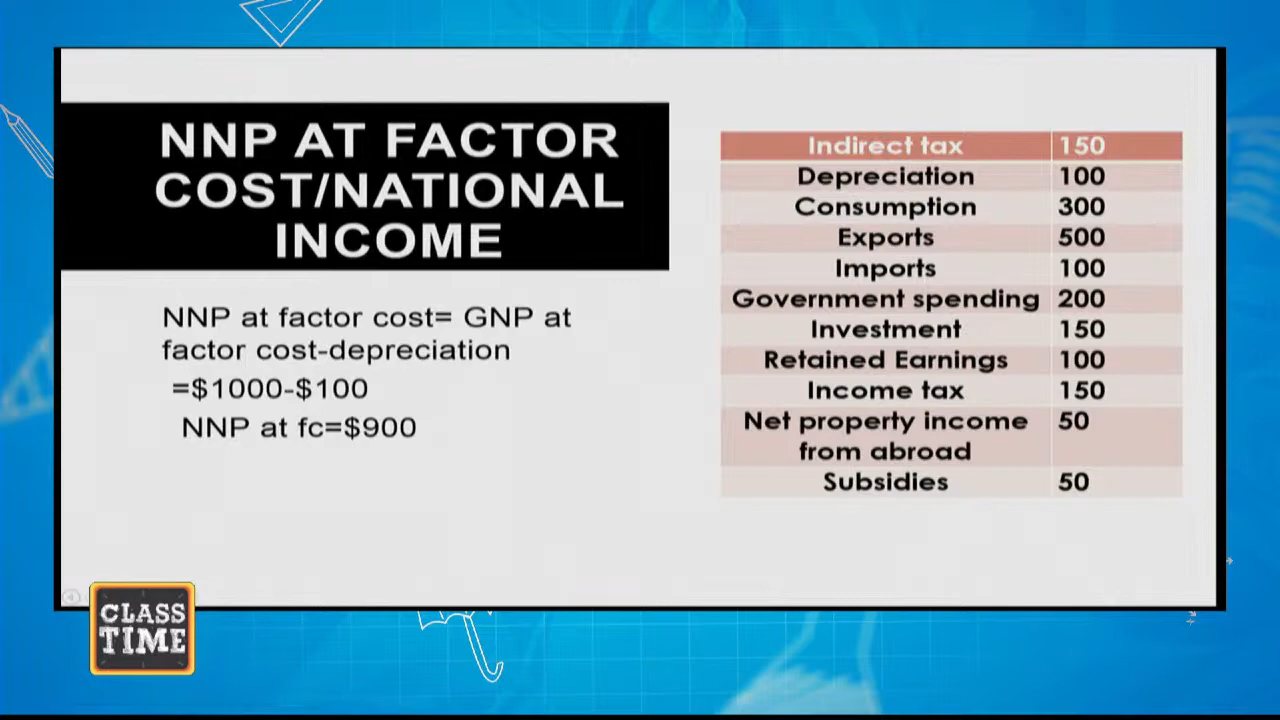 NNP AT FACTOR
COST/NATIONAL
INCOME
NNP at factor cost= GNP at
factor cost-depreciation
=$1000-$100
NNP at fc=$900
Indirect tax 150
Depreciation 100
Consumption 300
Exports 500
Imports 100
Government spending 200
Investment 150
Retained Earnings 100
Income tax 150
Net property income 50
from abroad
Subsidies 50
CLASS
TIME